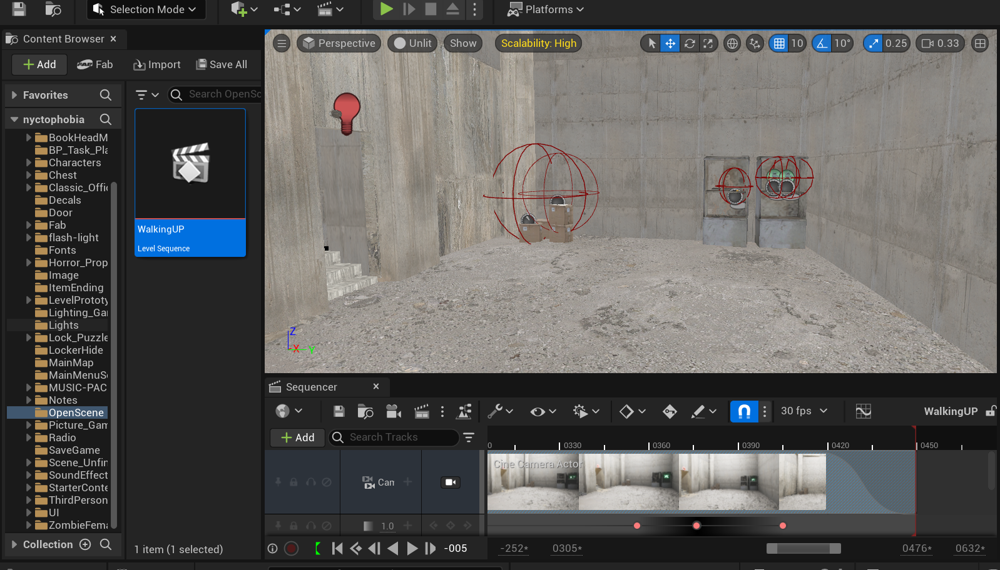 Selection Mode
Platforms
Content Browser
Add
Fab
Import
Save All
Favorites
Search OpenSc
nyctophobia
BookHeadM
BP_Task_Pla
Characters
Chest
Classic_Offi
Decals
Door
Fab
flash-light
Fonts
Horror_Prop
Image
ItemEnding
LevelPrototy
Lighting_Gar
Lights
Lock_Puzzle
LockerHide
MainMap
MainMenuS
MUSIC-PAC
Notes
OpenScene
Picture_Gam
Radio
SaveGame
Scene_Unfin
SoundEffect
StarterConte
ThirdPerson
UI
ZombieFema
Collection
WalkingUP
Level Sequence
1 item (1 selected)
Perspective
Unlit
Show
Scalability: High
10
10°
0.25
0.33
Z
X
Y
Sequencer
30 fps
WalkingUP
Add
Search Tracks
0
0330
0360
0390
0420
0450
Cine Camera Actor
Can
1.0
-005
-252*
0305*
0476*
0632*